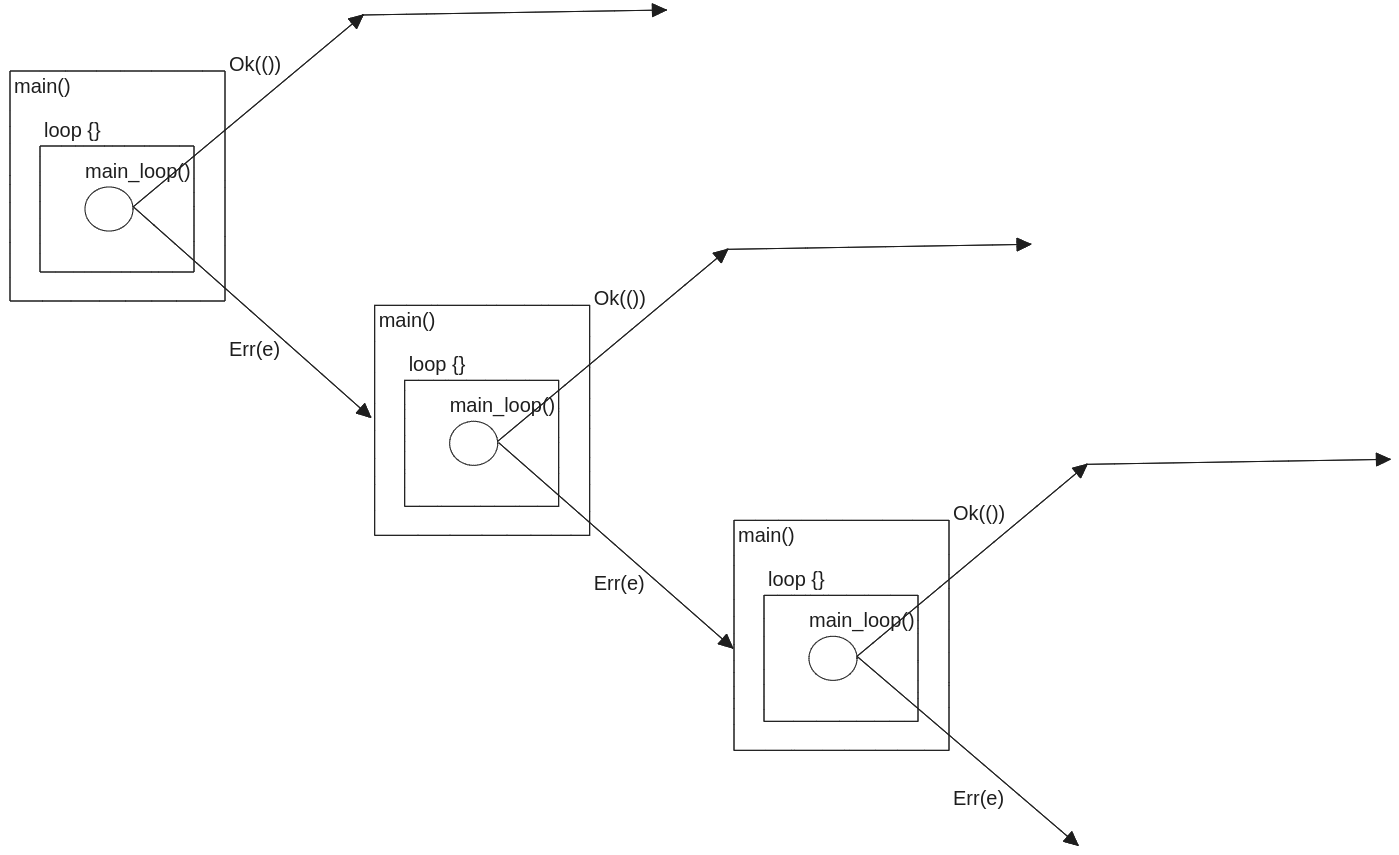 Ok(())
main()
loop {}
main_loop()
Err(e)
Ok(())
main()
loop {}
main_loop()
Err(e)
Ok(())
main()
loop {}
main_loop()
Err(e)